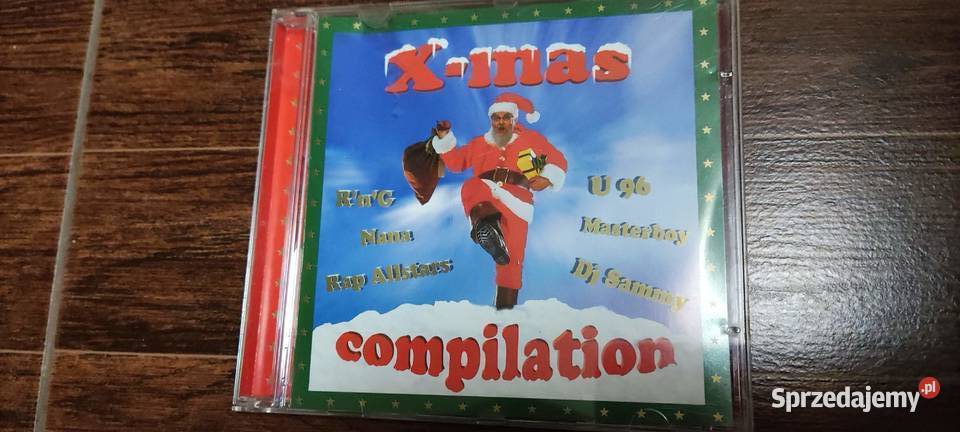 X-mas
R'n'G
Nana
Rap Allstars
U 96
Masterboy
Dj Sammy
compilation
Sprzedajemy.pl